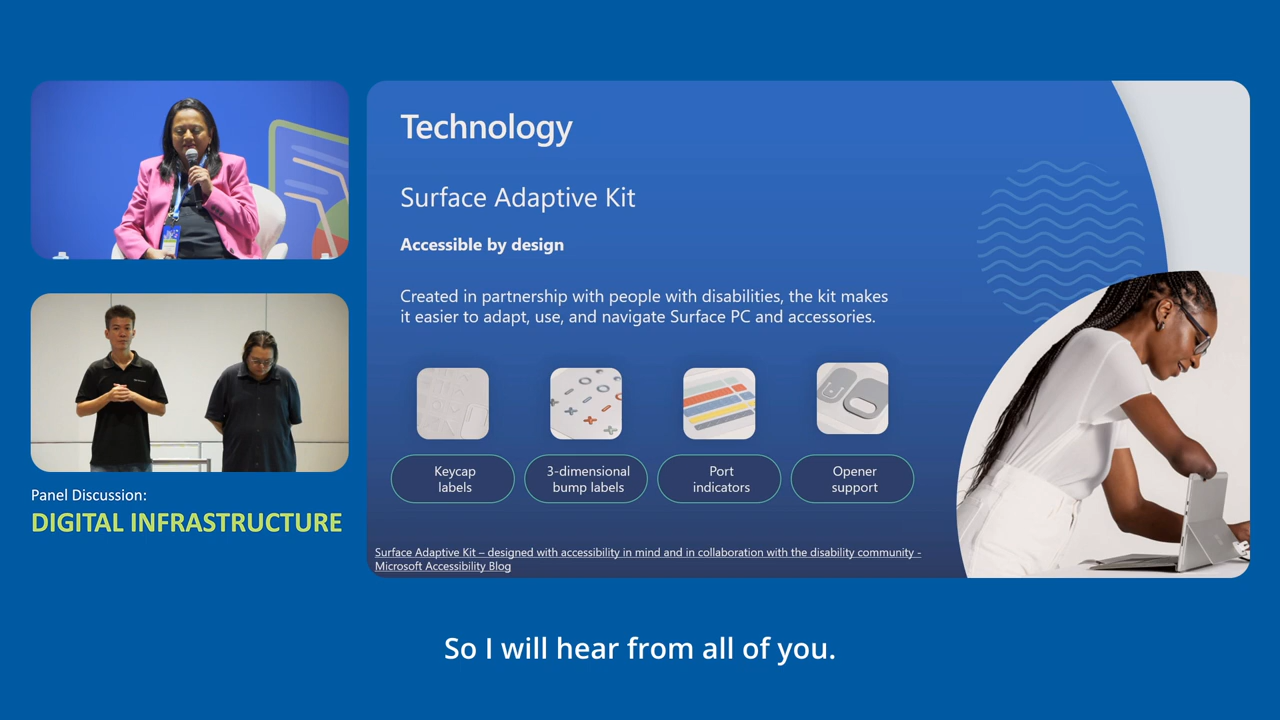 Technology
Surface Adaptive Kit
Accessible by design
Created in partnership with people with disabilities, the kit makes
it easier to adapt, use, and navigate Surface PC and accessories.
Keycap
labels
3-dimensional
bump labels
Port
indicators
Opener
support
Surface Adaptive Kit – designed with accessibility in mind and in collaboration with the disability community -
Microsoft Accessibility Blog
Panel Discussion:
DIGITAL INFRASTRUCTURE
So I will hear from all of you.